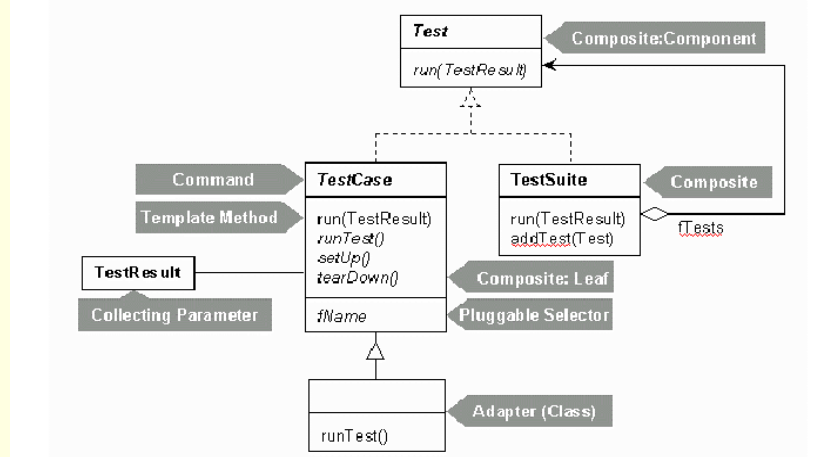 Test
Composite:Component
run(TestResult)
Command
TestCase
TestSuite
Composite
Template Method
run(TestResult)
runTest()
setUp()
tearDown()
run(TestResult)
addTest(Test)
fTests
TestResult
Composite: Leaf
Collecting Parameter
fName
Pluggable Selector
Adapter (Class)
runTest()